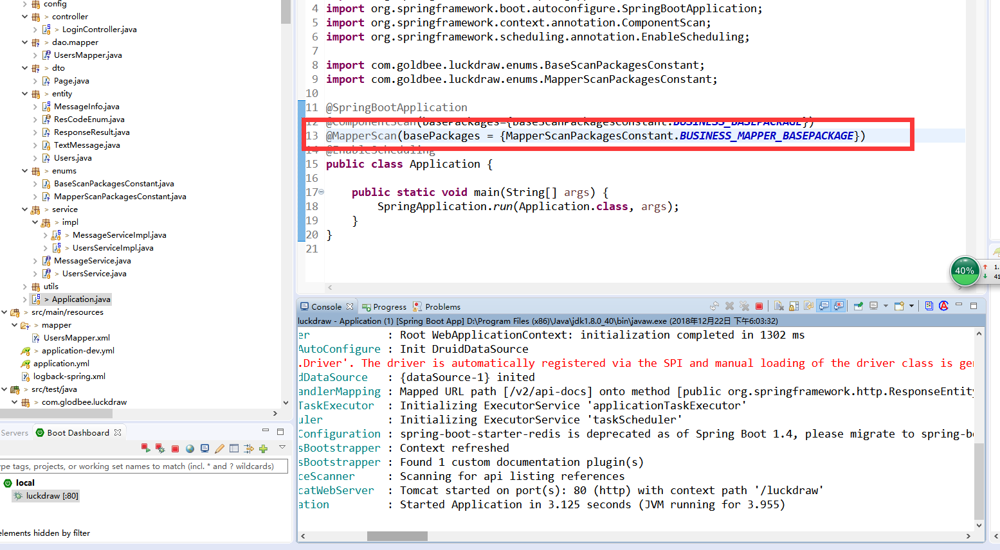 config
> controller
> LoginController.java
> dao.mapper
UsersMapper.java
> dto
Page.java
> entity
MessageInfo.java
ResCodeEnum.java
ResponseResult.java
TextMessage.java
Users.java
> enums
BaseScanPackagesConstant.java
MapperScanPackagesConstant.java
> service
> impl
> MessageServiceImpl.java
> UsersServiceImpl.java
MessageService.java
> UsersService.java
utils
> Application.java
> src/main/resources
> mapper
UsersMapper.xml
> application-dev.yml
application.yml
logback-spring.xml
> src/test/java
> com.glodbee.luckdraw
4 import org.springframework.boot.autoconfigure.SpringBootApplication;
5 import org.springframework.context.annotation.ComponentScan;
6 import org.springframework.scheduling.annotation.EnableScheduling;
7
8 import com.goldbee.luckdraw.enums.BaseScanPackagesConstant;
9 import com.goldbee.luckdraw.enums.MapperScanPackagesConstant;
10
11 @SpringBootApplication
12 @ComponentScan(basePackages={BaseScanPackagesConstant.BUSINESS_BASEPACKAGE})
13 @MapperScan(basePackages = {MapperScanPackagesConstant.BUSINESS_MAPPER_BASEPACKAGE})
14 @EnableScheduling
15 public class Application {
16
17 public static void main(String[] args) {
18 SpringApplication.run(Application.class, args);
19 }
20 }
21
40%
1.
41
Console Progress Problems
luckdraw - Application (1) [Spring Boot App] D:\Program Files (x86)\Java\jdk1.8.0_40\bin\javaw.exe (2018年12月22日 下午6:03:32)
er : Root WebApplicationContext: initialization completed in 1302 ms
AutoConfigure : Init DruidDataSource
.Driver'. The driver is automatically registered via the SPI and manual loading of the driver class is gen
dDataSource : {dataSource-1} inited
andlerMapping : Mapped URL path [/v2/api-docs] onto method [public org.springframework.http.ResponseEntity
TaskExecutor : Initializing ExecutorService 'applicationTaskExecutor'
uler : Initializing ExecutorService 'taskScheduler'
Configuration : spring-boot-starter-redis is deprecated as of Spring Boot 1.4, please migrate to spring-bo
sBootstrapper : Context refreshed
sBootstrapper : Found 1 custom documentation plugin(s)
ceScanner : Scanning for api listing references
catWebServer : Tomcat started on port(s): 80 (http) with context path '/luckdraw'
ation : Started Application in 3.125 seconds (JVM running for 3.955)
Servers Boot Dashboard
ype tags, projects, or working set names to match (incl. * and ? wildcards)
local
luckdraw [:80]
elements hidden by filter